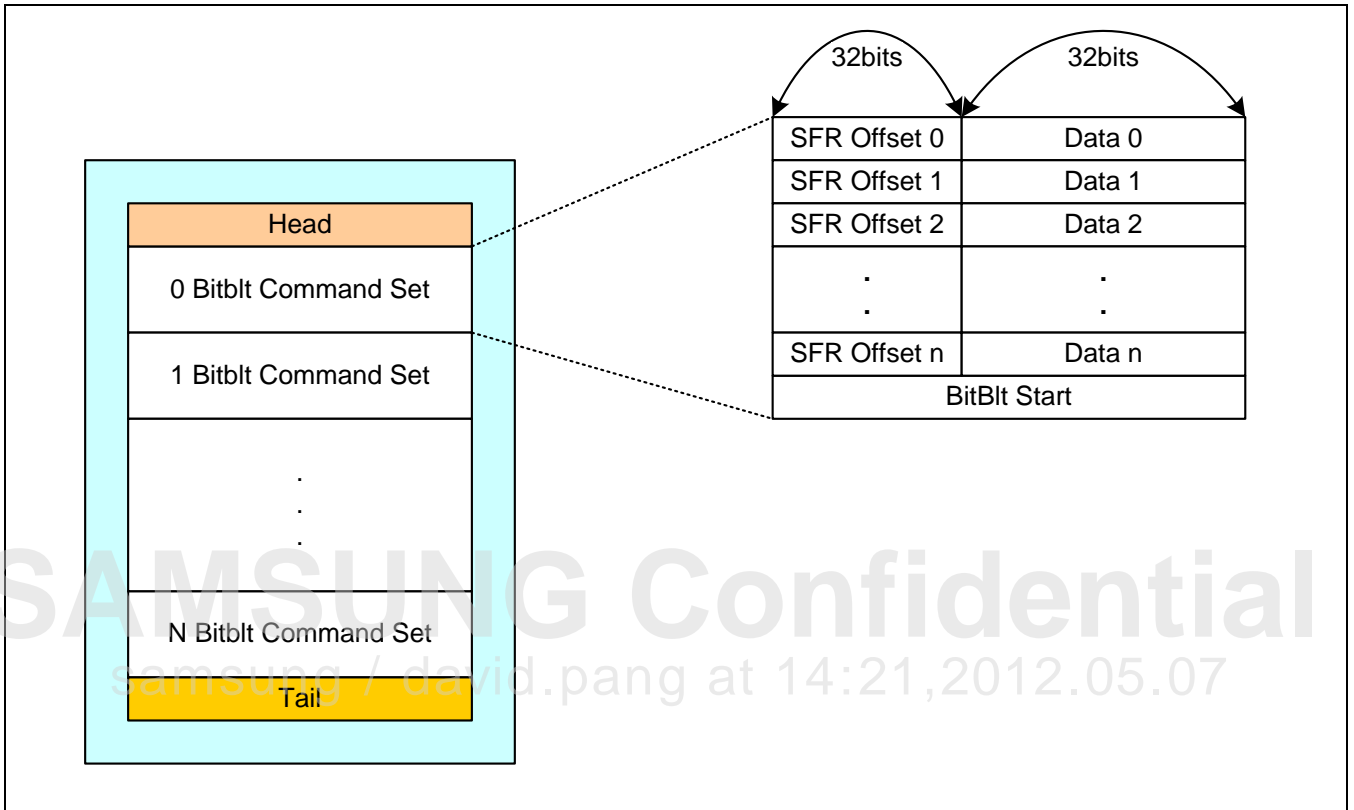 32bits 32bits
SFR Offset 0 Data 0
SFR Offset 1 Data 1
SFR Offset 2 Data 2
. .
. .
SFR Offset n Data n
BitBlt Start
Head
0 Bitblt Command Set
1 Bitblt Command Set
.
.
.
N Bitblt Command Set
Tail
SAMSUNG Confidential
samsung / david.pang at 14:21,2012.05.07